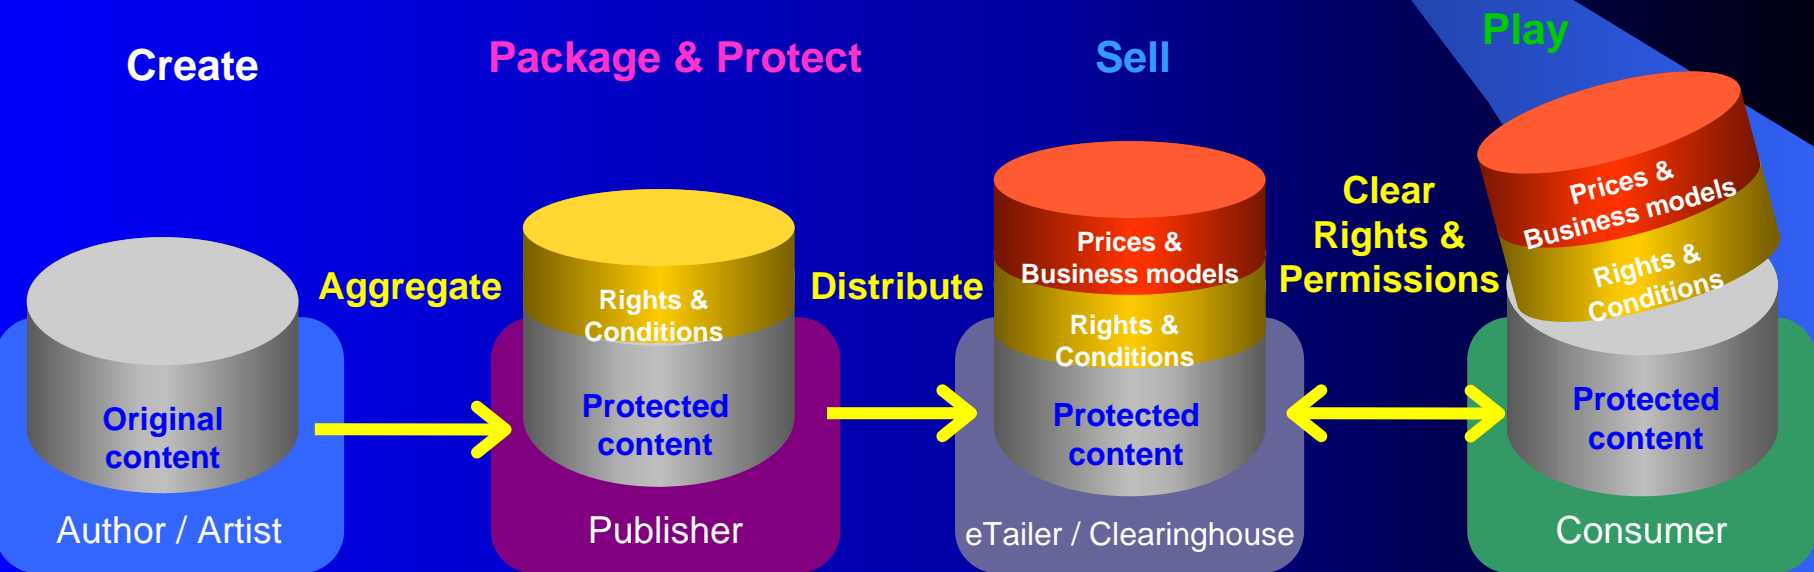 Create
Package & Protect
Sell
Play
Aggregate
Distribute
Clear
Rights &
Permissions
Original
content
Author / Artist
Rights &
Conditions
Protected
content
Publisher
Prices &
Business models
Rights &
Conditions
Protected
content
eTailer / Clearinghouse
Prices &
Business models
Rights &
Conditions
Protected
content
Consumer